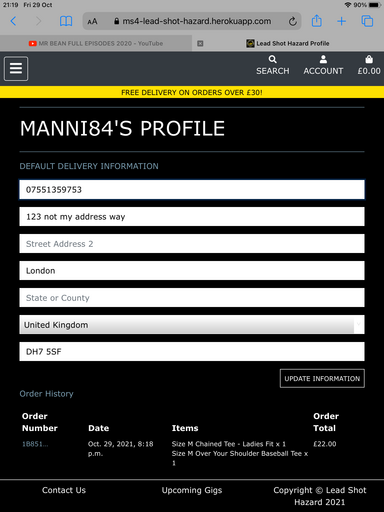 21:19 Fri 29 Oct
90%
AA ms4-lead-shot-hazard.herokuapp.com
MR BEAN FULL EPISODES 2020 - YouTube
Lead Shot Hazard Profile
SEARCH ACCOUNT £0.00
FREE DELIVERY ON ORDERS OVER £30!
MANNI84'S PROFILE
DEFAULT DELIVERY INFORMATION
07551359753
123 not my address way
Street Address 2
London
State or County
United Kingdom
DH7 5SF
UPDATE INFORMATION
Order History
Order Number Date Items Order Total
1B851... Oct. 29, 2021, 8:18 p.m. Size M Chained Tee - Ladies Fit x 1 £22.00
Size M Over Your Shoulder Baseball Tee x 1
Contact Us Upcoming Gigs Copyright © Lead Shot Hazard 2021